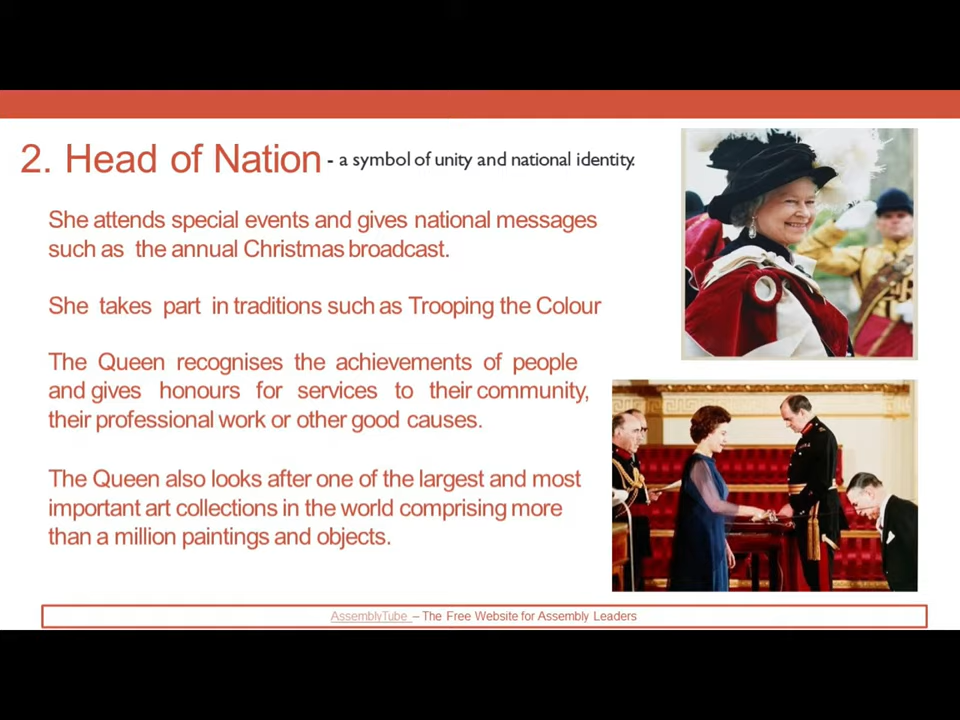 2. Head of Nation - a symbol of unity and national identity.
She attends special events and gives national messages
such as the annual Christmas broadcast.
She takes part in traditions such as Trooping the Colour
The Queen recognises the achievements of people
and gives honours for services to their community,
their professional work or other good causes.
The Queen also looks after one of the largest and most
important art collections in the world comprising more
than a million paintings and objects.
AssemblyTube – The Free Website for Assembly Leaders